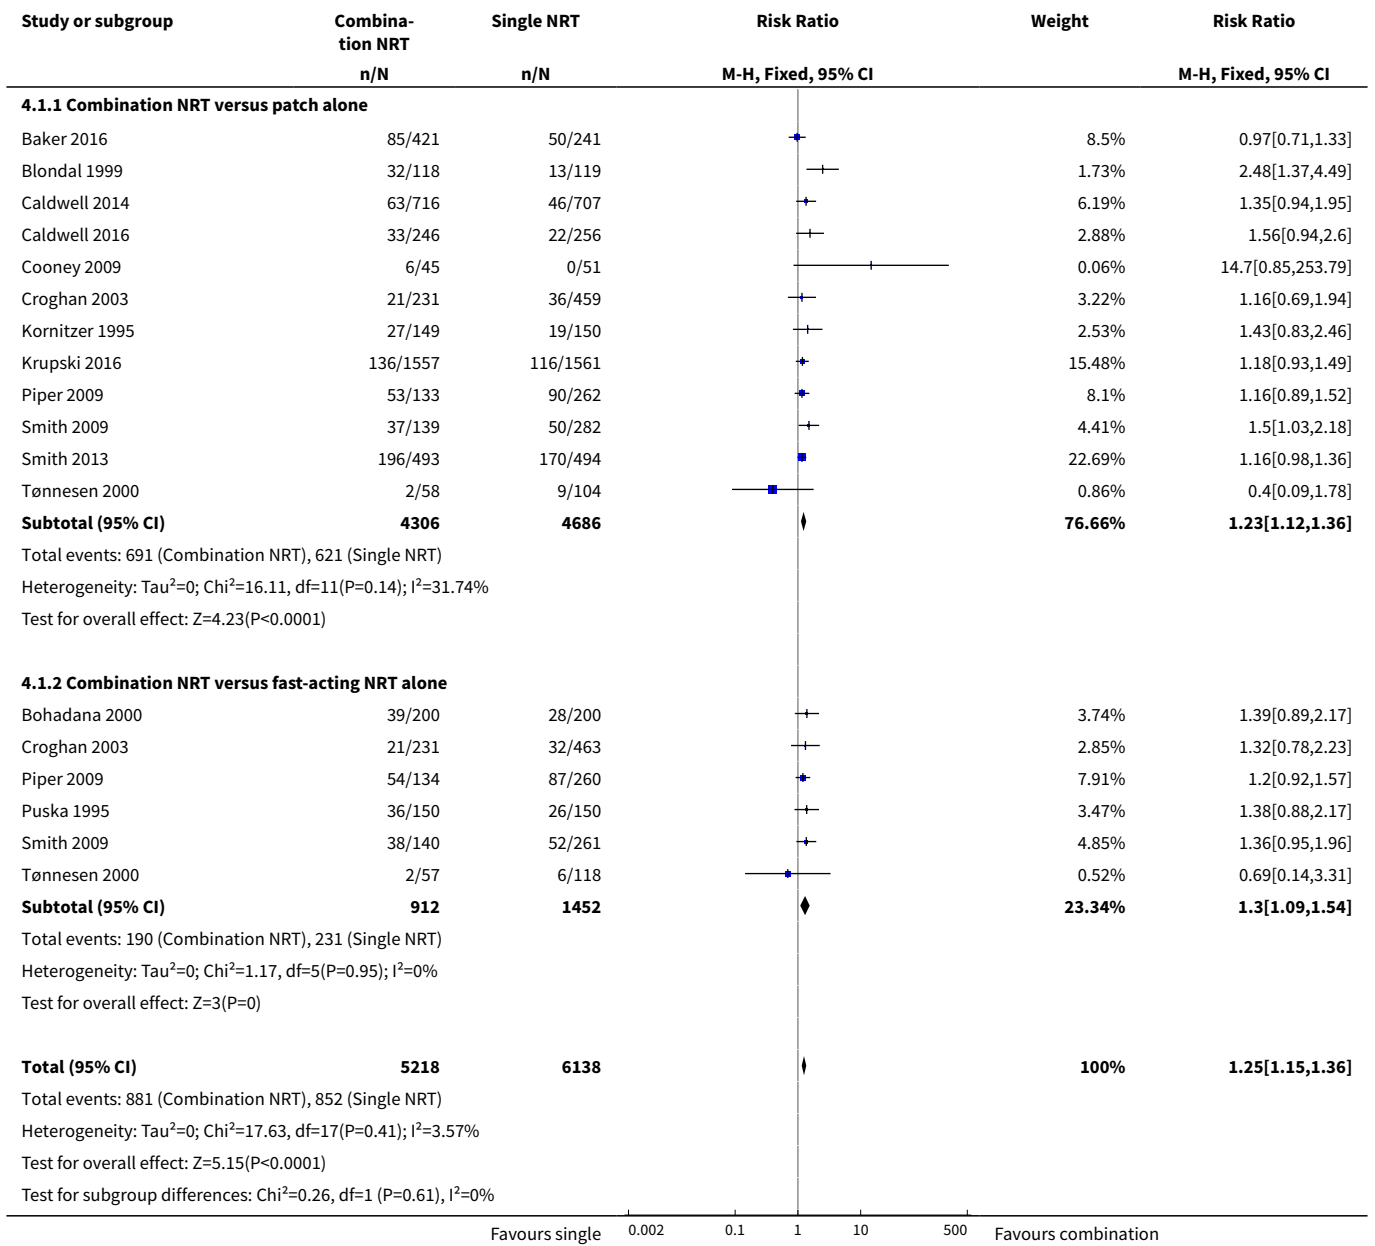 Study or subgroup Combina- Single NRT Risk Ratio Weight Risk Ratio
tion NRT
n/N n/N M-H, Fixed, 95% CI M-H, Fixed, 95% CI
4.1.1 Combination NRT versus patch alone
Baker 2016 85/421 50/241 8.5% 0.97[0.71,1.33]
Blondal 1999 32/118 13/119 1.73% 2.48[1.37,4.49]
Caldwell 2014 63/716 46/707 6.19% 1.35[0.94,1.95]
Caldwell 2016 33/246 22/256 2.88% 1.56[0.94,2.6]
Cooney 2009 6/45 0/51 0.06% 14.7[0.85,253.79]
Croghan 2003 21/231 36/459 3.22% 1.16[0.69,1.94]
Kornitzer 1995 27/149 19/150 2.53% 1.43[0.83,2.46]
Krupski 2016 136/1557 116/1561 15.48% 1.18[0.93,1.49]
Piper 2009 53/133 90/262 8.1% 1.16[0.89,1.52]
Smith 2009 37/139 50/282 4.41% 1.5[1.03,2.18]
Smith 2013 196/493 170/494 22.69% 1.16[0.98,1.36]
Tønnesen 2000 2/58 9/104 0.86% 0.4[0.09,1.78]
Subtotal (95% CI) 4306 4686 76.66% 1.23[1.12,1.36]
Total events: 691 (Combination NRT), 621 (Single NRT)
Heterogeneity: Tau²=0; Chi²=16.11, df=11(P=0.14); I²=31.74%
Test for overall effect: Z=4.23(P<0.0001)
4.1.2 Combination NRT versus fast-acting NRT alone
Bohadana 2000 39/200 28/200 3.74% 1.39[0.89,2.17]
Croghan 2003 21/231 32/463 2.85% 1.32[0.78,2.23]
Piper 2009 54/134 87/260 7.91% 1.2[0.92,1.57]
Puska 1995 36/150 26/150 3.47% 1.38[0.88,2.17]
Smith 2009 38/140 52/261 4.85% 1.36[0.95,1.96]
Tønnesen 2000 2/57 6/118 0.52% 0.69[0.14,3.31]
Subtotal (95% CI) 912 1452 23.34% 1.3[1.09,1.54]
Total events: 190 (Combination NRT), 231 (Single NRT)
Heterogeneity: Tau²=0; Chi²=1.17, df=5(P=0.95); I²=0%
Test for overall effect: Z=3(P=0)
Total (95% CI) 5218 6138 100% 1.25[1.15,1.36]
Total events: 881 (Combination NRT), 852 (Single NRT)
Heterogeneity: Tau²=0; Chi²=17.63, df=17(P=0.41); I²=3.57%
Test for overall effect: Z=5.15(P<0.0001)
Test for subgroup differences: Chi²=0.26, df=1 (P=0.61), I²=0%
Favours single 0.002 0.1 1 10 500 Favours combination